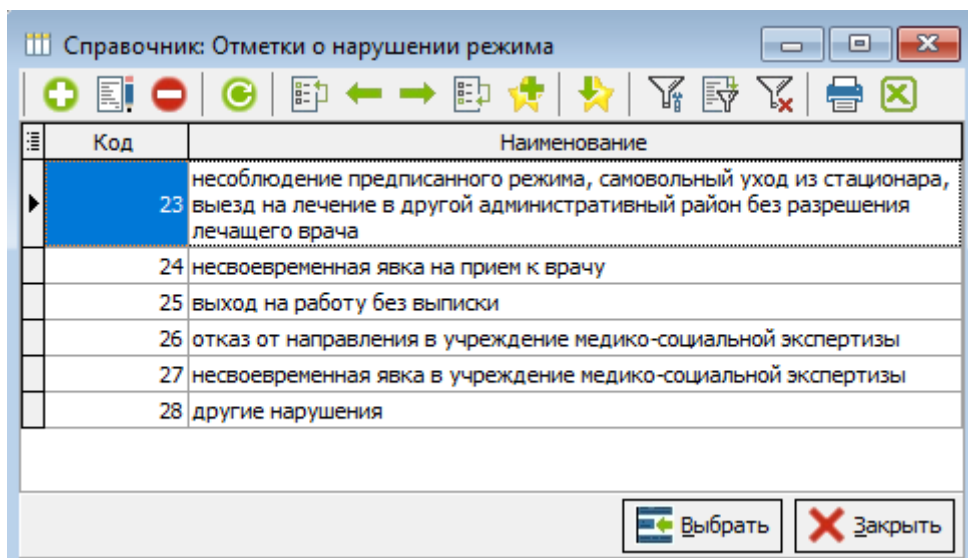 Справочник: Отметки о нарушении режима
Код Наименование
23 несоблюдение предписанного режима, самовольный уход из стационара,
выезд на лечение в другой административный район без разрешения
лечащего врача
24 несвоевременная явка на прием к врачу
25 выход на работу без выписки
26 отказ от направления в учреждение медико-социальной экспертизы
27 несвоевременная явка в учреждение медико-социальной экспертизы
28 другие нарушения
Выбрать Закрыть